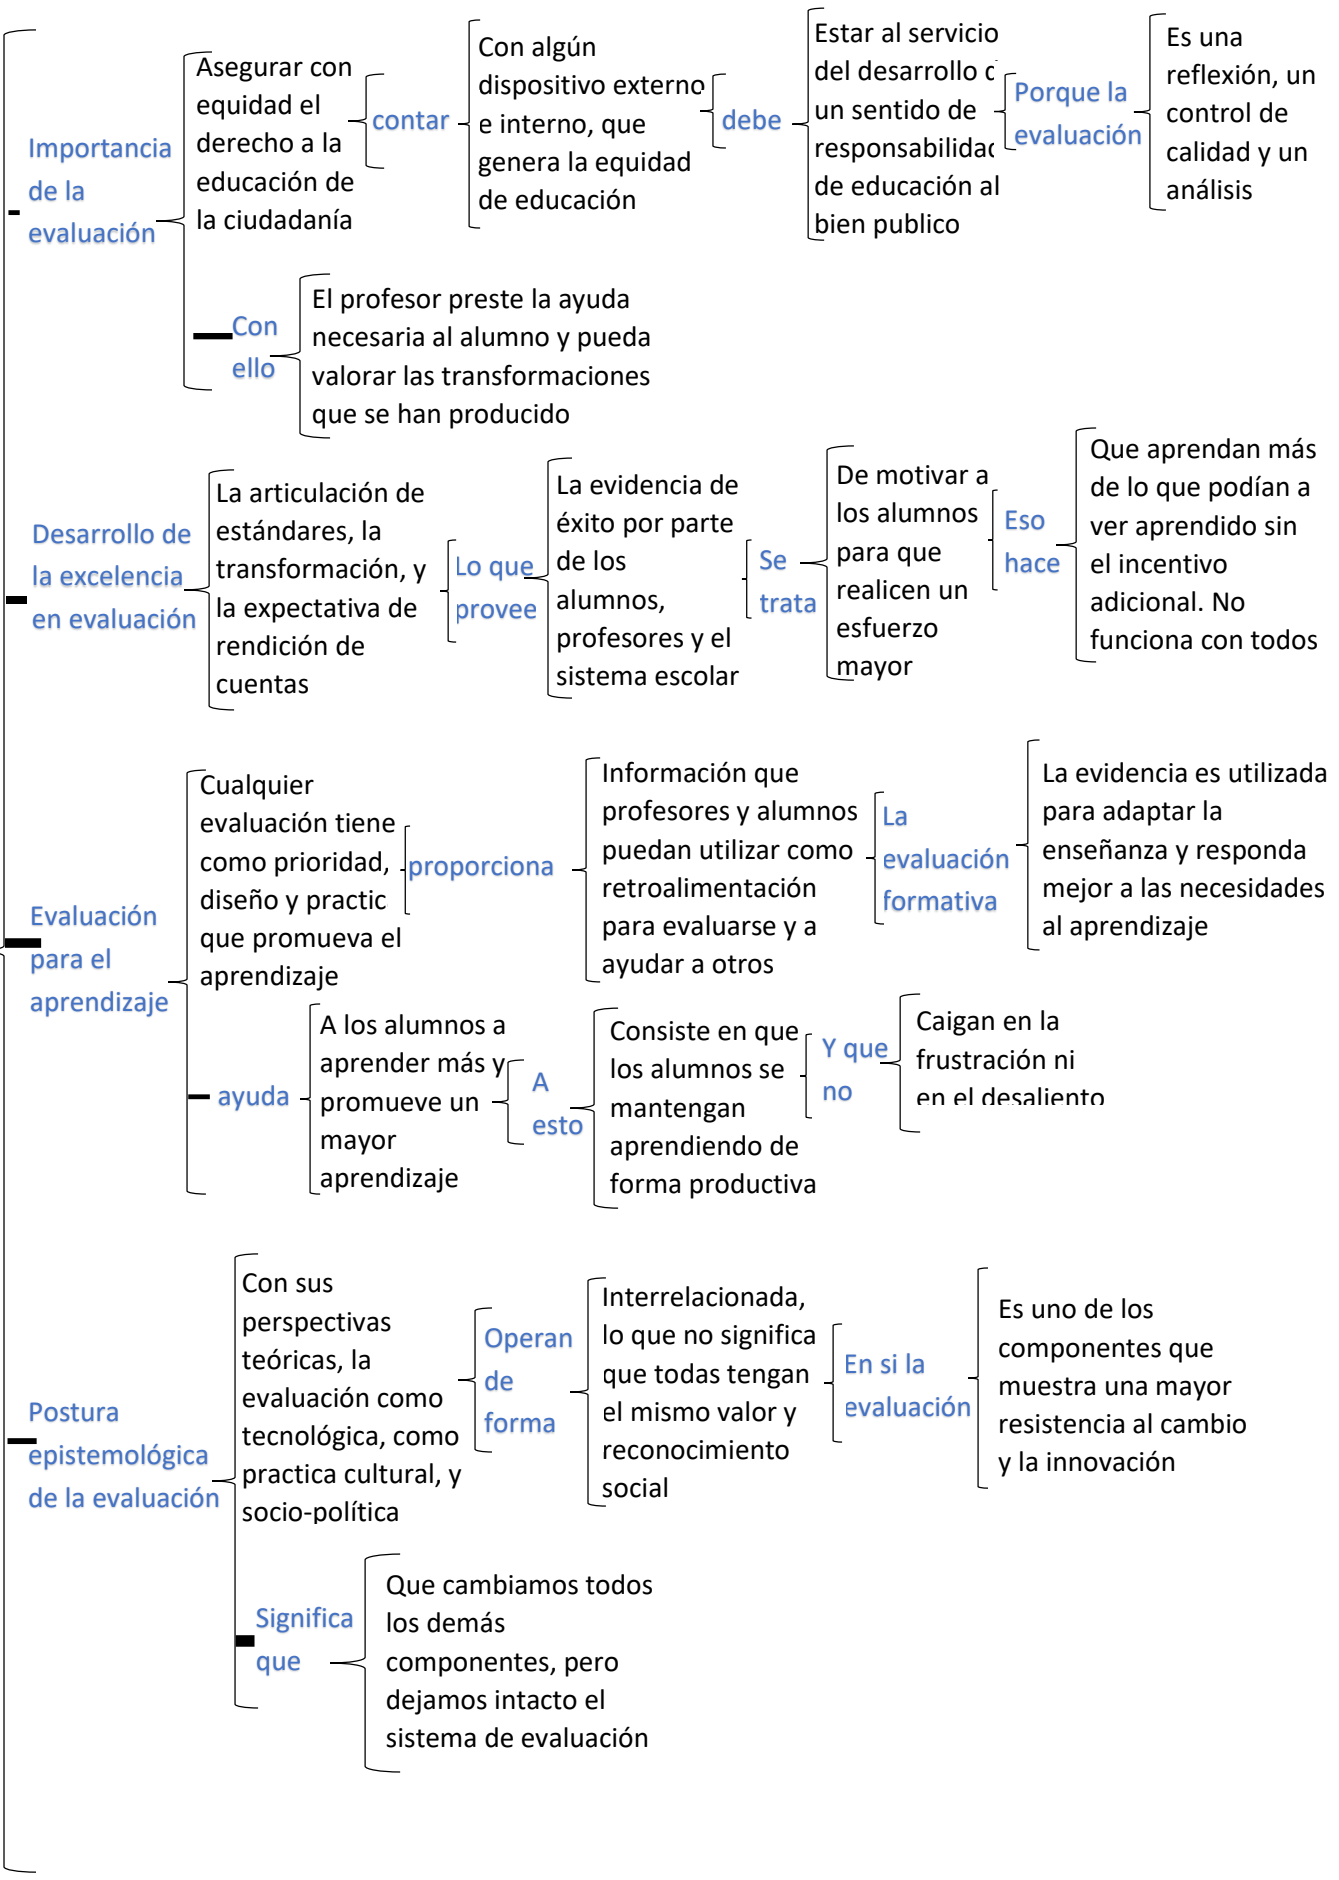 Importancia
de la
evaluación
Asegurar con
equidad el
derecho a la
educación de
la ciudadanía
contar
Con algún
dispositivo externo
e interno, que
genera la equidad
de educación
debe
Estar al servicio
del desarrollo
un sentido de
responsabilidad
de educación al
bien publico
Porque la
evaluación
Es una
reflexión, un
control de
calidad y un
análisis
Con
ello
El profesor preste la ayuda
necesaria al alumno y pueda
valorar las transformaciones
que se han producido
Desarrollo de
la excelencia
en evaluación
La articulación de
estándares, la
transformación, y
la expectativa de
rendición de
cuentas
Lo que
provee
La evidencia de
éxito por parte
de los
alumnos,
profesores y el
sistema escolar
Se
trata
De motivar a
los alumnos
para que
realicen un
esfuerzo
mayor
Eso
hace
Que aprendan más
de lo que podían a
ver aprendido sin
el incentivo
adicional. No
funciona con todos
Evaluación
para el
aprendizaje
Cualquier
evaluación tiene
como prioridad,
diseño y practic
que promueva el
aprendizaje
proporciona
Información que
profesores y alumnos
puedan utilizar como
retroalimentación
para evaluarse y a
ayudar a otros
La
evaluación
formativa
La evidencia es utilizada
para adaptar la
enseñanza y responda
mejor a las necesidades
al aprendizaje
ayuda
A los alumnos a
aprender más y
promueve un
mayor
aprendizaje
A
esto
Consiste en que
los alumnos se
mantengan
aprendiendo de
forma productiva
Y que
no
Caigan en la
frustración ni
en el desaliento
Postura
epistemológica
de la evaluación
Con sus
perspectivas
teóricas, la
evaluación como
tecnológica, como
practica cultural, y
socio-política
Operan
de
forma
Interrelacionada,
lo que no significa
que todas tengan
el mismo valor y
reconocimiento
social
En si la
evaluación
Es uno de los
componentes que
muestra una mayor
resistencia al cambio
y la innovación
Significa
que
Que cambiamos todos
los demás
componentes, pero
dejamos intacto el
sistema de evaluación